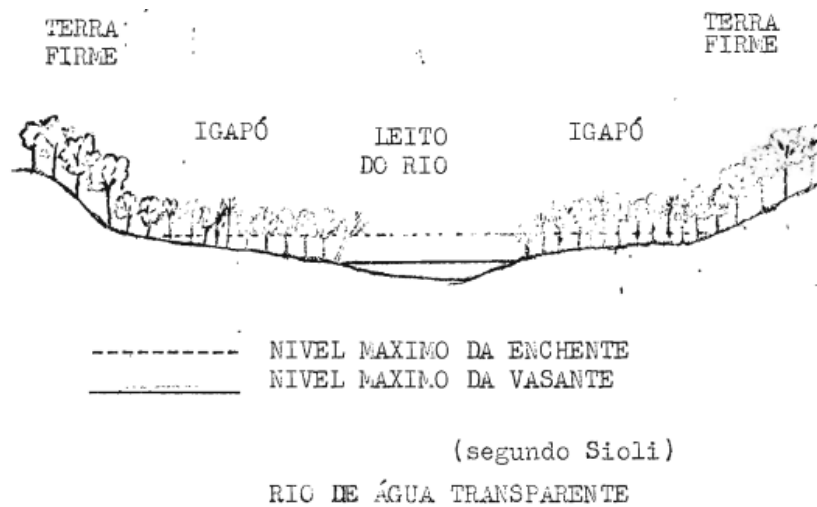 TERRA
FIRME
TERRA
FIRME
IGAPÓ
LEITO
DO RIO
IGAPÓ
NIVEL MAXIMO DA ENCHENTE
NIVEL MAXIMO DA VASANTE
(segundo Sioli)
RIO DE ÁGUA TRANSPARENTE